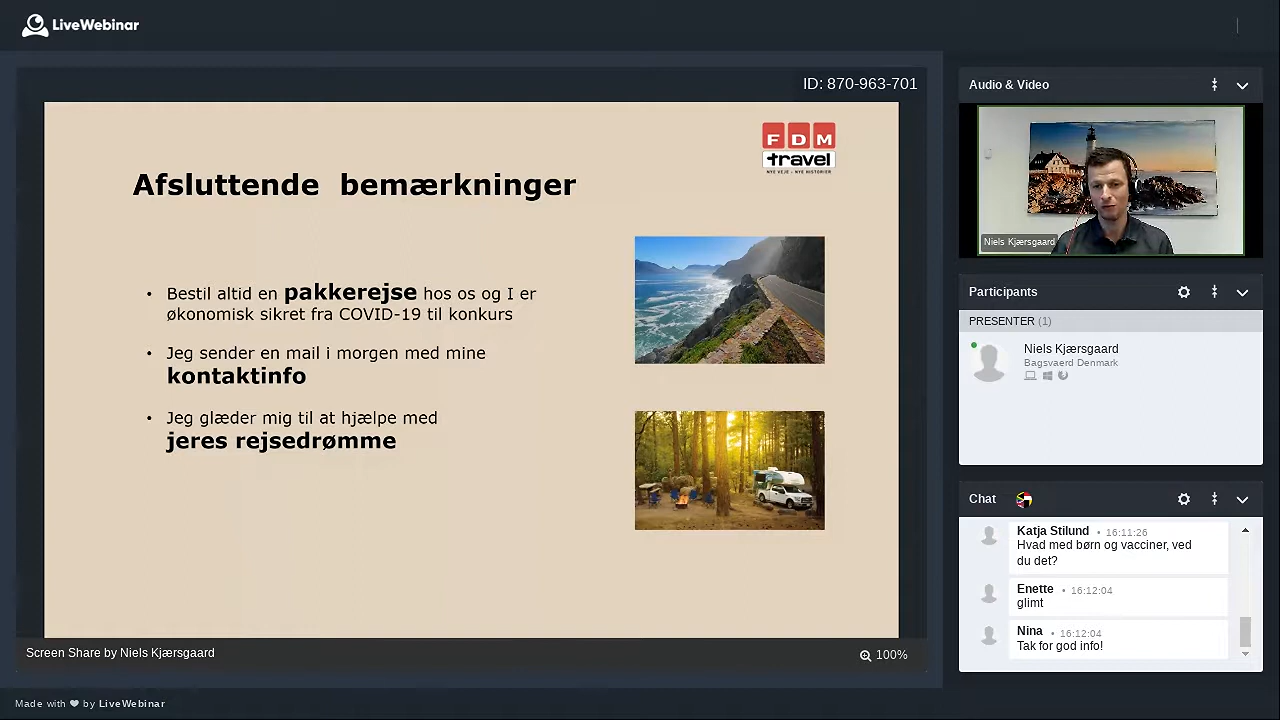 LiveWebinar
ID: 870-963-701
FDM
travel
NYE VEJE - NYE HISTORIER
Afsluttende bemærkninger
• Bestil altid en pakkerejse hos os og I er
økonomisk sikret fra COVID-19 til konkurs
• Jeg sender en mail i morgen med mine
kontaktinfo
• Jeg glæder mig til at hjælpe med
jeres rejsedrømme
Screen Share by Niels Kjærsgaard
100%
Audio & Video
Niels Kjærsgaard
Participants
PRESENTER (1)
Niels Kjærsgaard
Bagsvaerd Denmark
Chat
Katja Stilund • 16:11:26
Hvad med børn og vacciner, ved
du det?
Enette • 16:12:04
glimt
Nina • 16:12:04
Tak for god info!
Made with ❤ by LiveWebinar